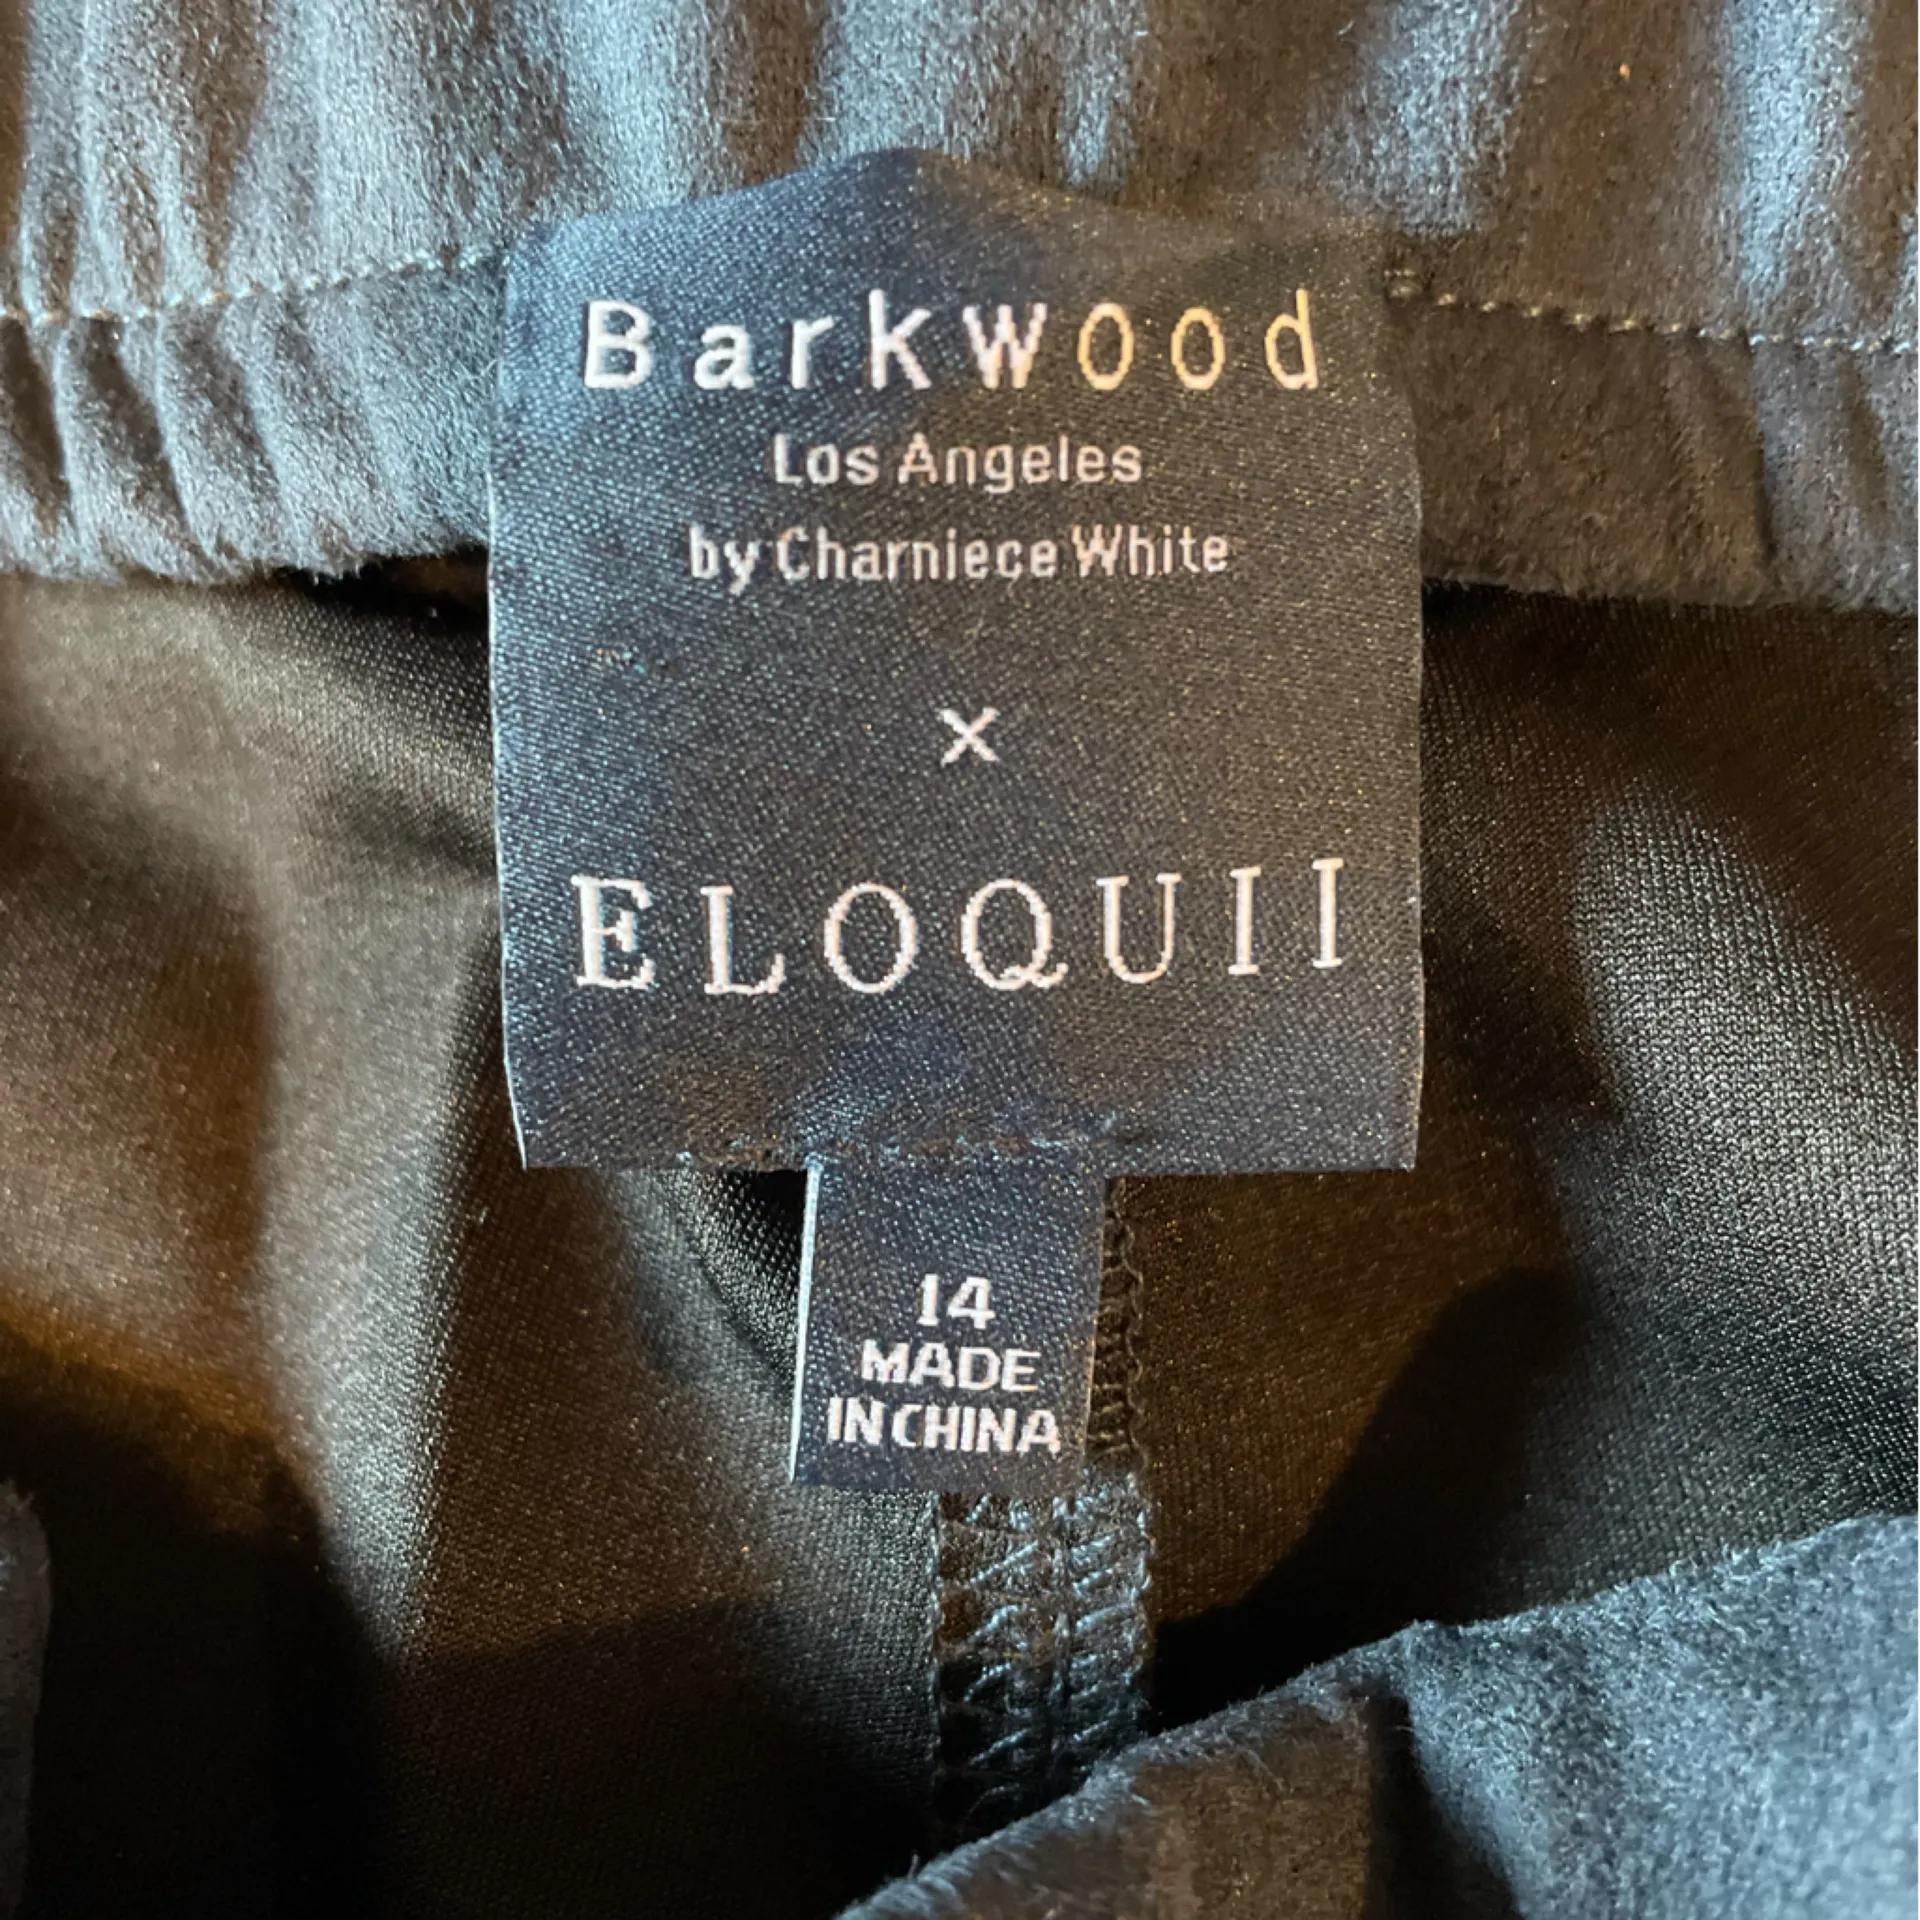 Barkwood
Los Angeles
by Charniece White
×
ELOQUII
14
MADE
IN CHINA